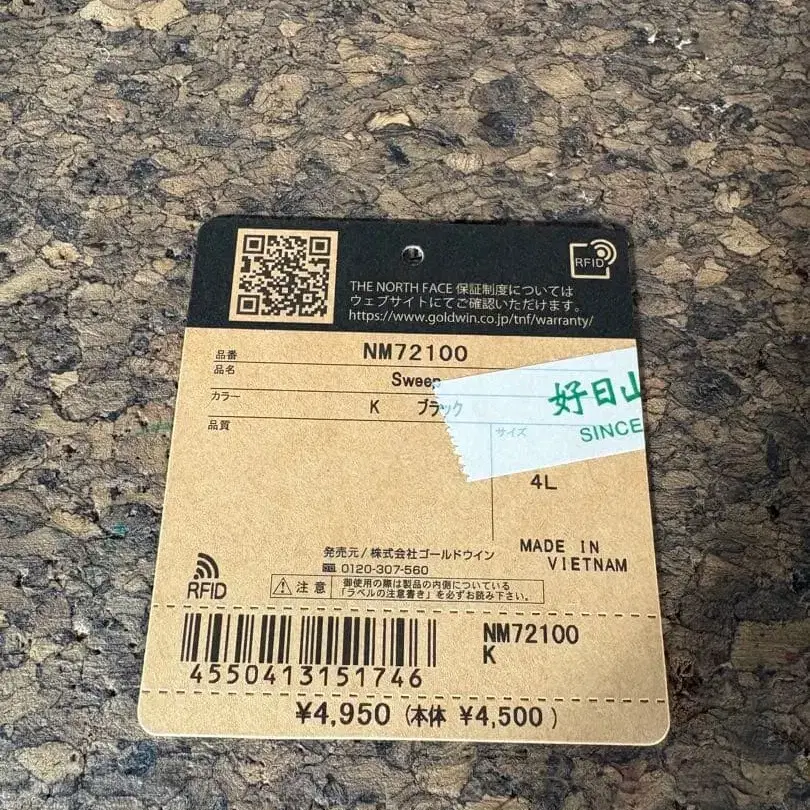 RFID
THE NORTH FACE 保証制度については
ウェブサイトにてご確認いただけます。
https://www.goldwin.co.jp/tnf/warranty/
品番 NM72100
品名 Sweep
カラー K ブラック
好日山
SINCE
品質
サイズ
4L
発売元/株式会社ゴールドウイン
0120-307-560
MADE IN
VIETNAM
RFID
注意
御使用の際は製品の内側についている
「ラベルの注意書き」を必ずお読み下さい。
NM72100
K
4550413151746
¥4,950 (本体 ¥4,500 )